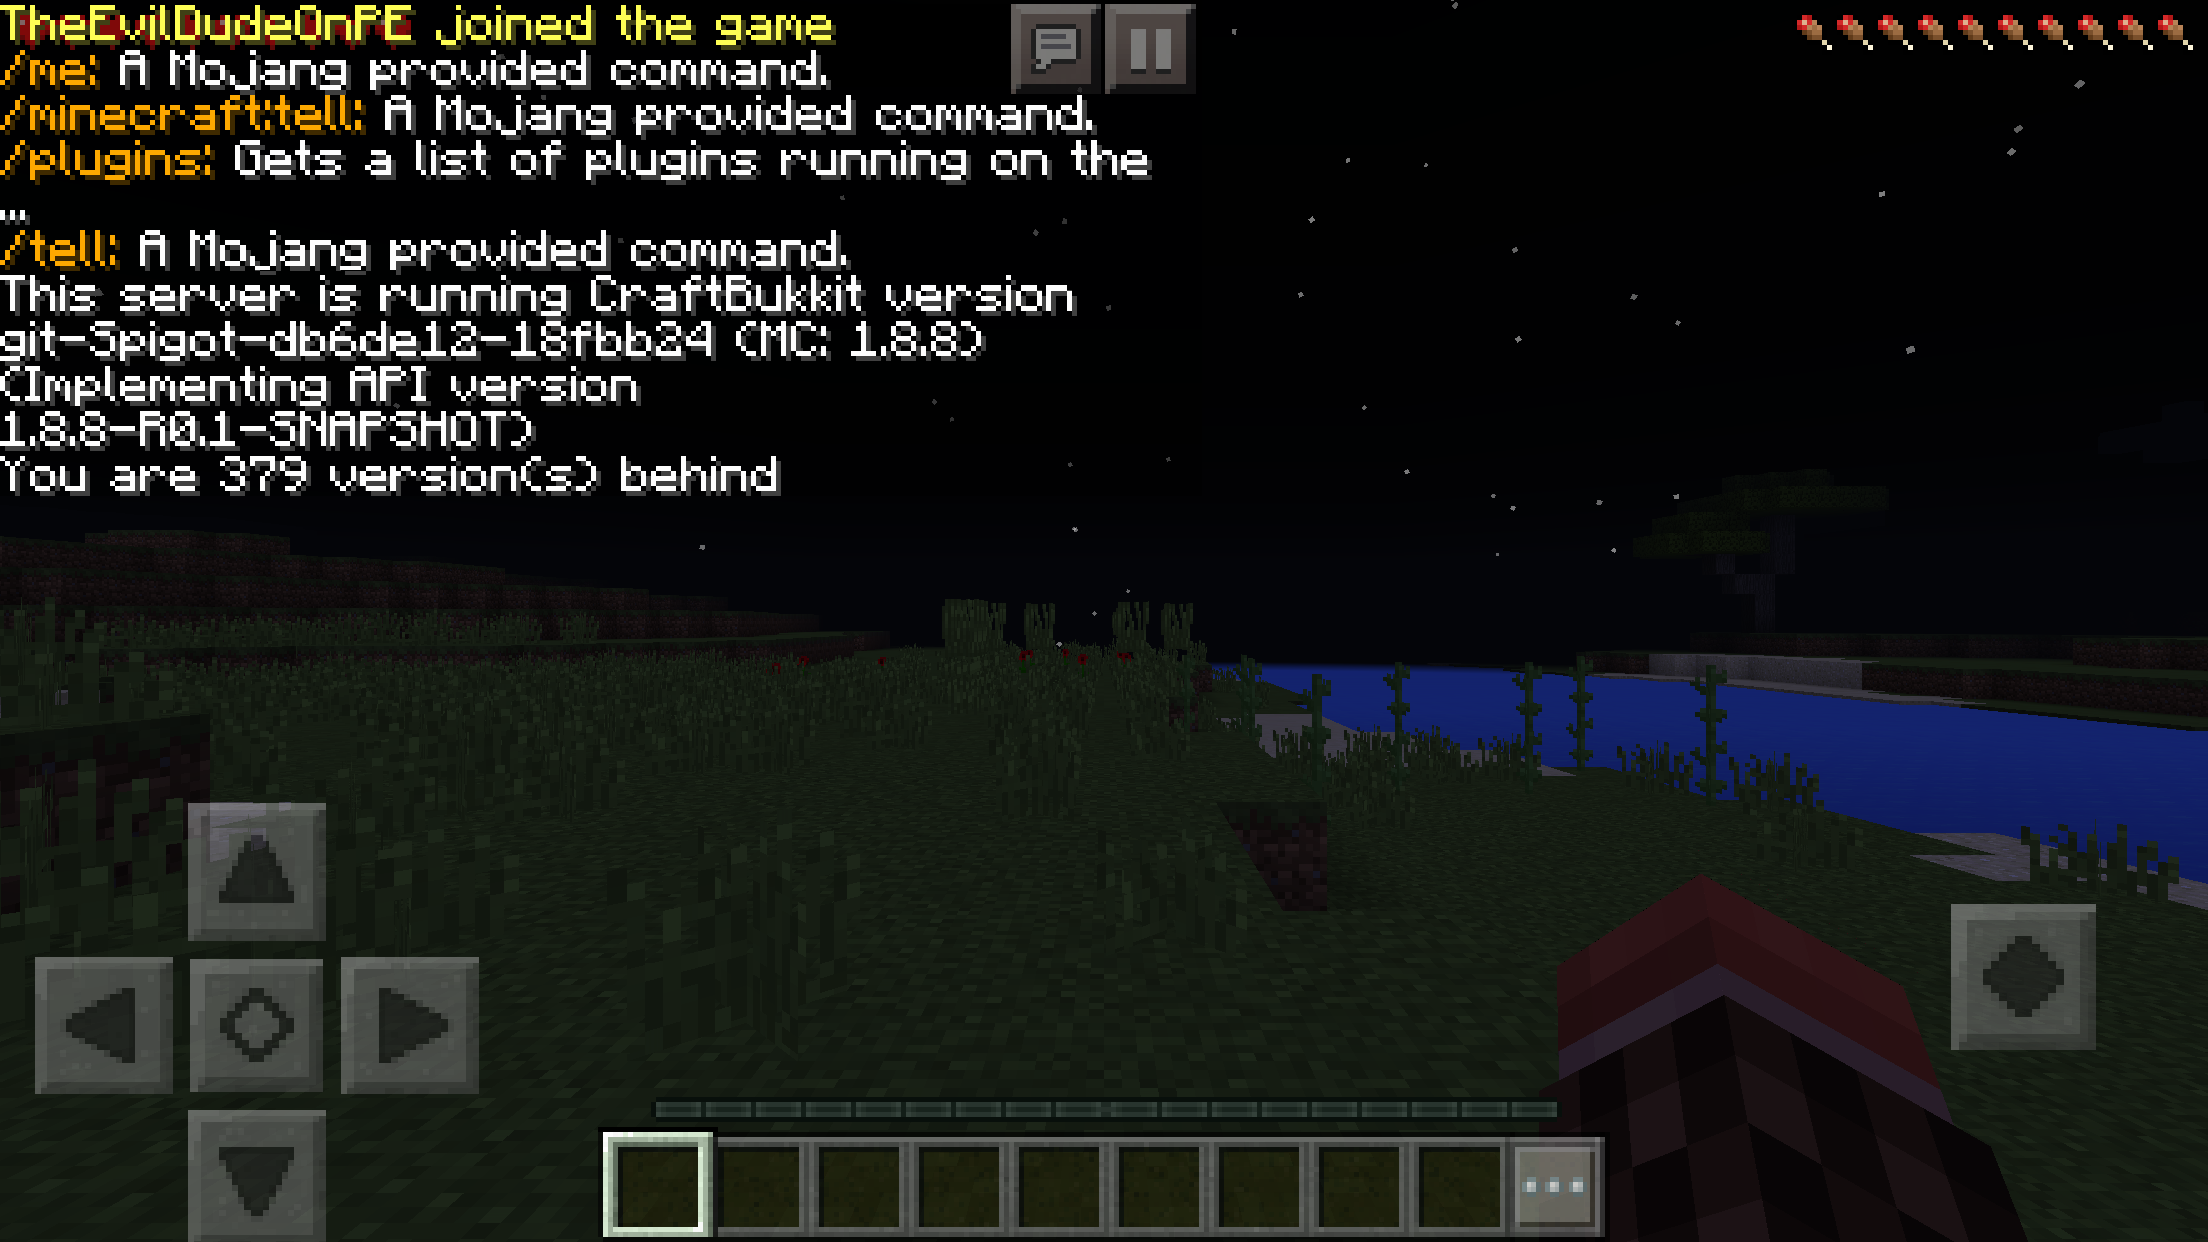 TheEvilDudeOnPE joined the game
/me: A Mojang provided command.
/minecraft:tell: A Mojang provided command.
/plugins: Gets a list of plugins running on the
...
/tell: A Mojang provided command.
This server is running CraftBukkit version
git-Spigot-db6de12-18fbb24 (MC: 1.8.8)
(Implementing API version
1.8.8-R0.1-SNAPSHOT)
You are 379 version(s) behind